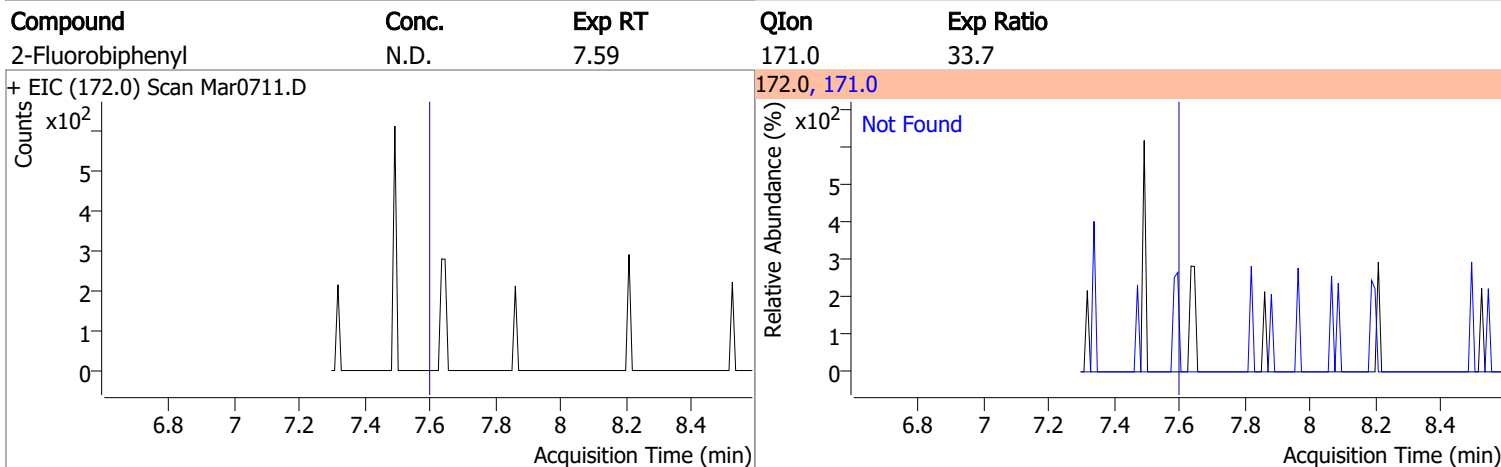 Compound Conc. Exp RT QIon Exp Ratio
2-Fluorobiphenyl N.D. 7.59 171.0 33.7
+ EIC (172.0) Scan Mar0711.D
Counts
x10²
5
4
3
2
1
0
6.8 7 7.2 7.4 7.6 7.8 8 8.2 8.4
Acquisition Time (min)
172.0, 171.0
Relative Abundance (%)
x10²
Not Found
5
4
3
2
1
0
6.8 7 7.2 7.4 7.6 7.8 8 8.2 8.4
Acquisition Time (min)